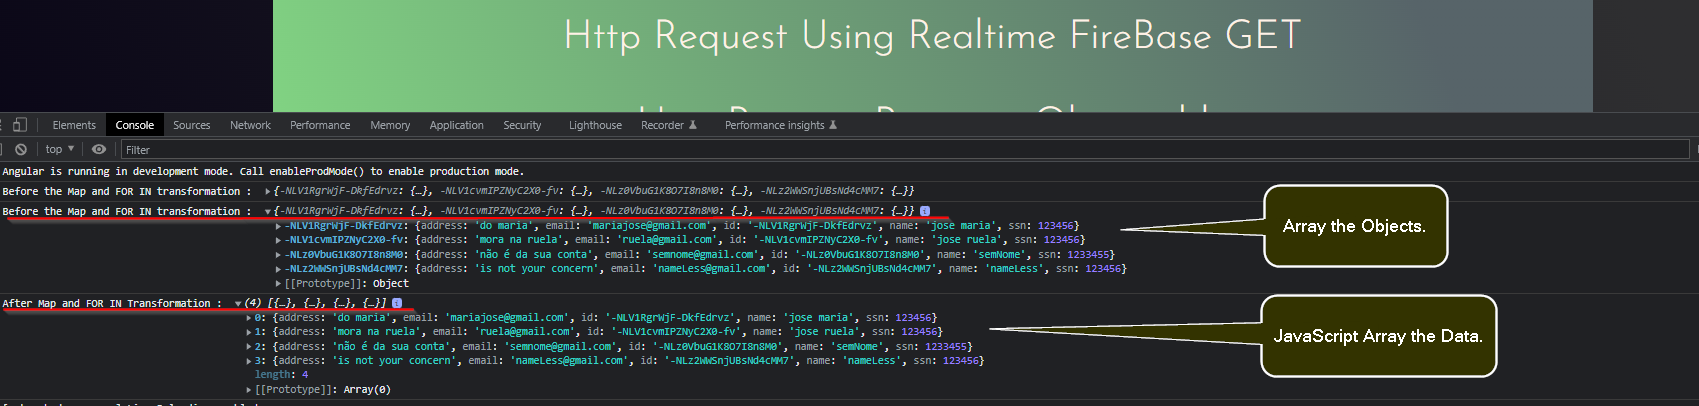 Http Request Using Realtime FireBase GET
Elements Console Sources Network Performance Memory Application Security Lighthouse Recorder Performance insights
top Filter
Angular is running in development mode. Call enableProdMode() to enable production mode.
Before the Map and FOR IN transformation : {-NLV1RgrWjF-DkfEdrvz: {…}, -NLV1cvmIPZNyC2X0-fv: {…}, -NLz0VbuG1K8O7I8n8M0: {…}, -NLz2WWSnjUBsNd4cMM7: {…}}
Before the Map and FOR IN transformation : {-NLV1RgrWjF-DkfEdrvz: {…}, -NLV1cvmIPZNyC2X0-fv: {…}, -NLz0VbuG1K8O7I8n8M0: {…}, -NLz2WWSnjUBsNd4cMM7: {…}} i
-NLV1RgrWjF-DkfEdrvz: {address: 'do maria', email: 'mariajose@gmail.com', id: '-NLV1RgrWjF-DkfEdrvz', name: 'jose maria', ssn: 123456}
-NLV1cvmIPZNyC2X0-fv: {address: 'mora na ruela', email: 'ruela@gmail.com', id: '-NLV1cvmIPZNyC2X0-fv', name: 'jose ruela', ssn: 123456}
-NLz0VbuG1K8O7I8n8M0: {address: 'não é da sua conta', email: 'semnome@gmail.com', id: '-NLz0VbuG1K8O7I8n8M0', name: 'semNome', ssn: 1233455}
-NLz2WWSnjUBsNd4cMM7: {address: 'is not your concern', email: 'nameLess@gmail.com', id: '-NLz2WWSnjUBsNd4cMM7', name: 'nameLess', ssn: 123456}
[[Prototype]]: Object
Array the Objects.
After Map and FOR IN Transformation : (4) [{…}, {…}, {…}, {…}] i
0: {address: 'do maria', email: 'mariajose@gmail.com', id: '-NLV1RgrWjF-DkfEdrvz', name: 'jose maria', ssn: 123456}
1: {address: 'mora na ruela', email: 'ruela@gmail.com', id: '-NLV1cvmIPZNyC2X0-fv', name: 'jose ruela', ssn: 123456}
2: {address: 'não é da sua conta', email: 'semnome@gmail.com', id: '-NLz0VbuG1K8O7I8n8M0', name: 'semNome', ssn: 1233455}
3: {address: 'is not your concern', email: 'nameLess@gmail.com', id: '-NLz2WWSnjUBsNd4cMM7', name: 'nameLess', ssn: 123456}
length: 4
[[Prototype]]: Array(0)
JavaScript Array the Data.